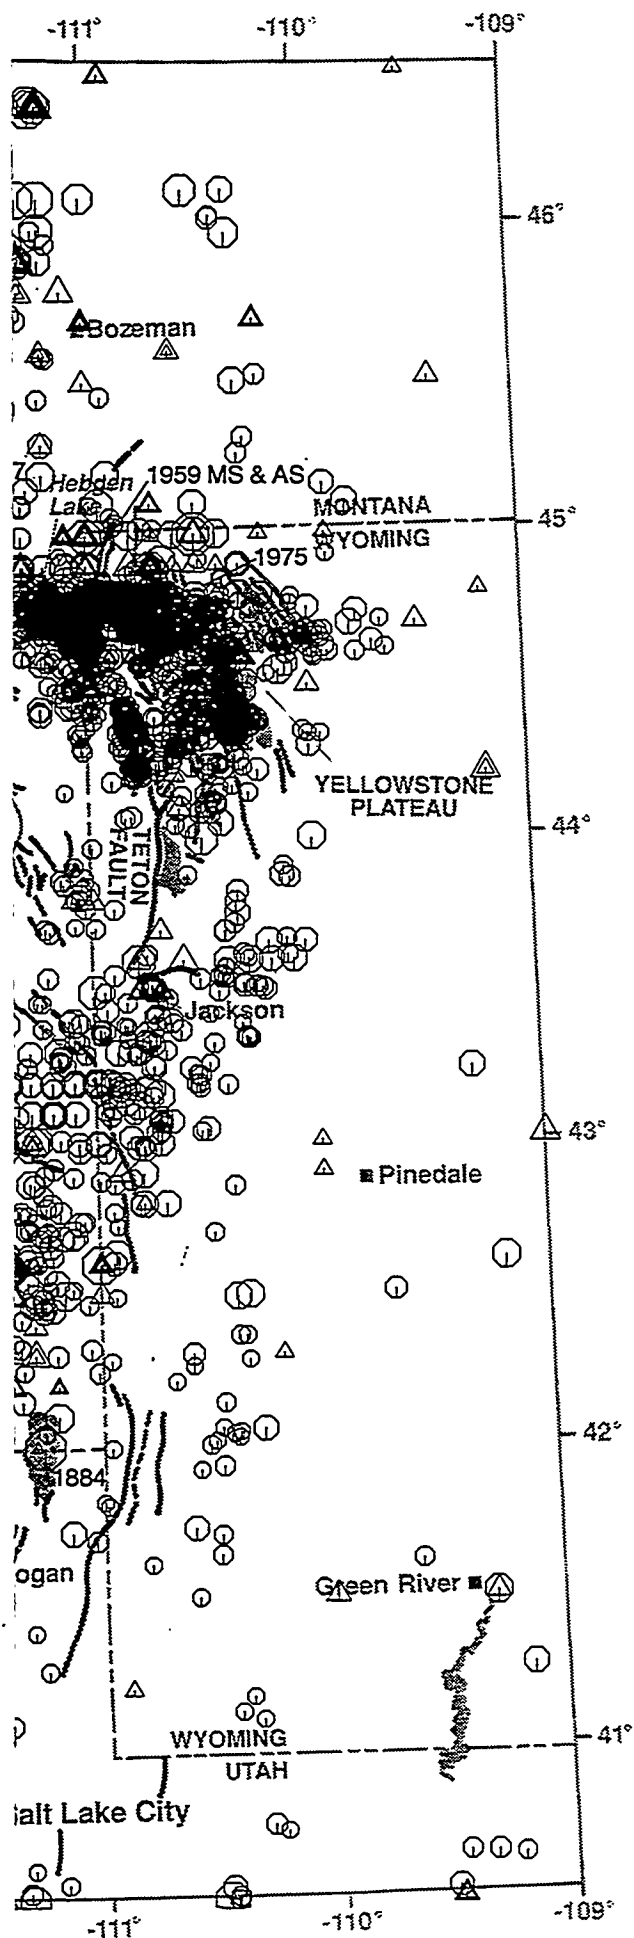 -111°
-110°
-109°
46°
Bozeman
1959 MS & AS
Hebgen
Lake
MONTANA
45°
WYOMING
1975
YELLOWSTONE
PLATEAU
44°
TETON
FAULT
Jackson
43°
Pinedale
42°
1884
ogan
Green River
41°
WYOMING
UTAH
alt Lake City
-111°
-110°
-109°